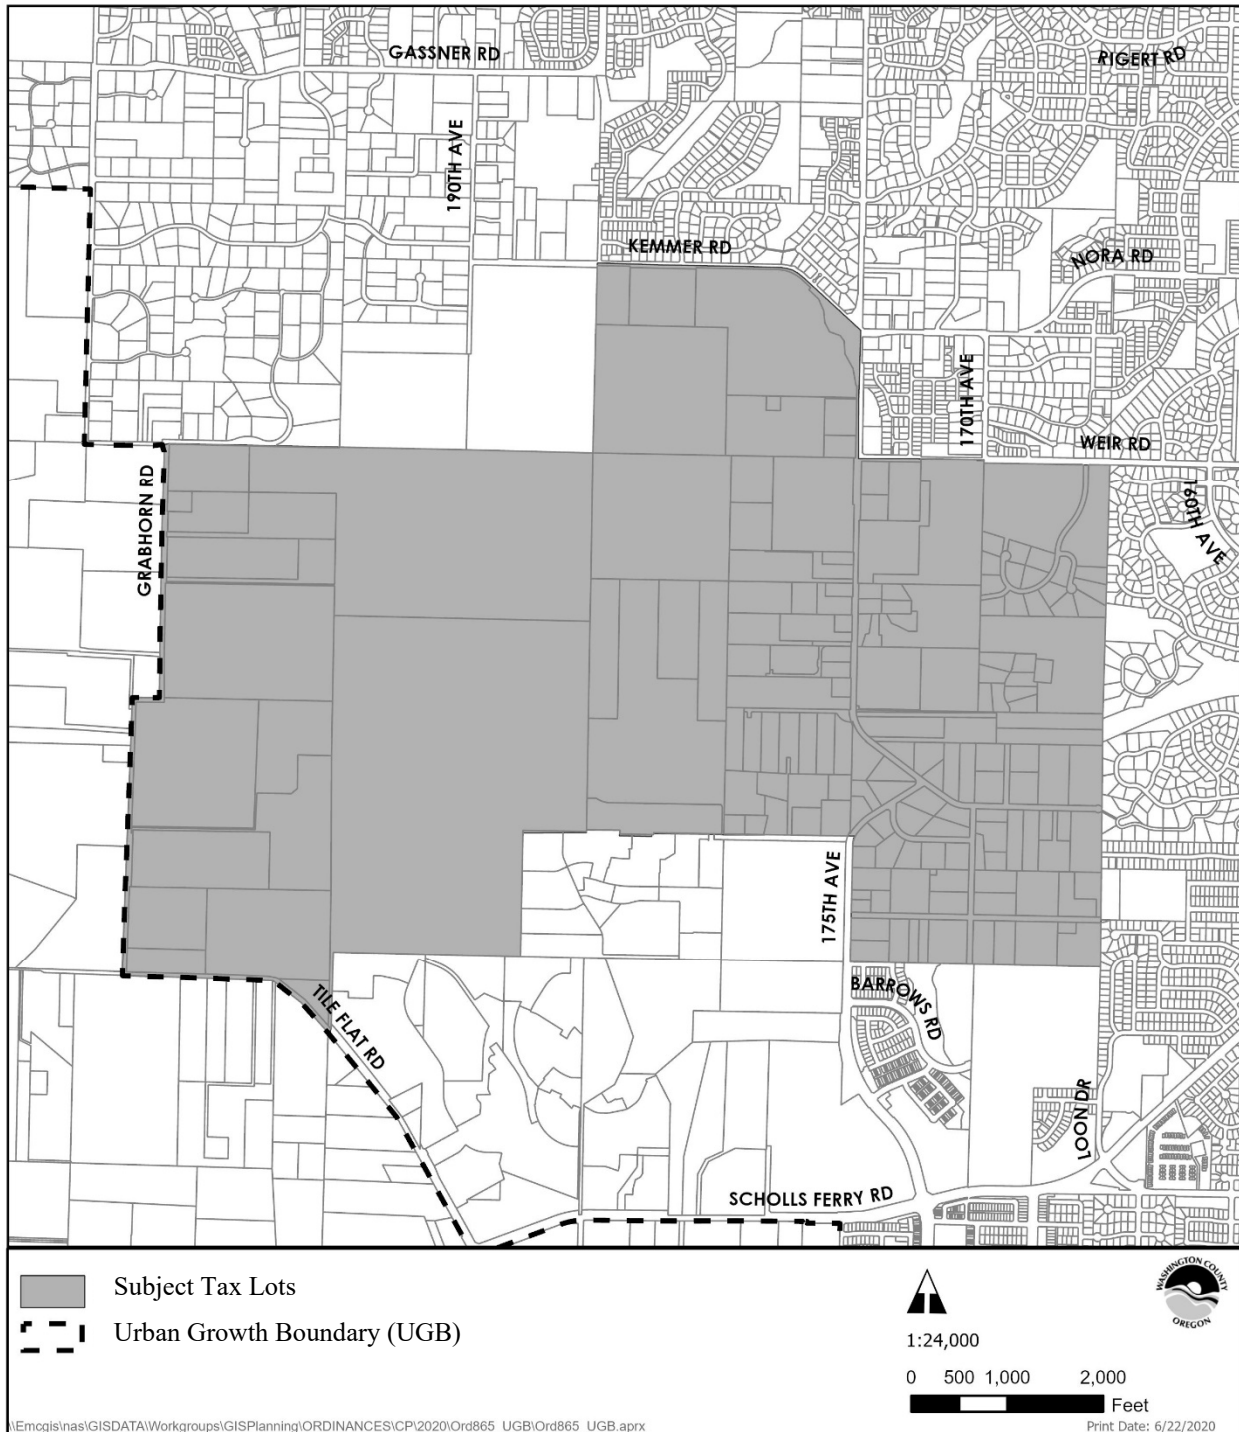 GASSNER RD
RIGERT RD
190TH AVE
KEMMER RD
NORA RD
170TH AVE
WEIR RD
160TH AVE
GRABHORN RD
175TH AVE
BARROWS RD
TILE FLAT RD
LOON DR
SCHOLLS FERRY RD
Subject Tax Lots
Urban Growth Boundary (UGB)
WASHINGTON COUNTY
OREGON
1:24,000
0 500 1,000 2,000
Feet
\\Emcgis\nas\GISDATA\Workgroups\GISPlanning\ORDINANCES\CP\2020\Ord865_UGB\Ord865_UGB.aprx
Print Date: 6/22/2020